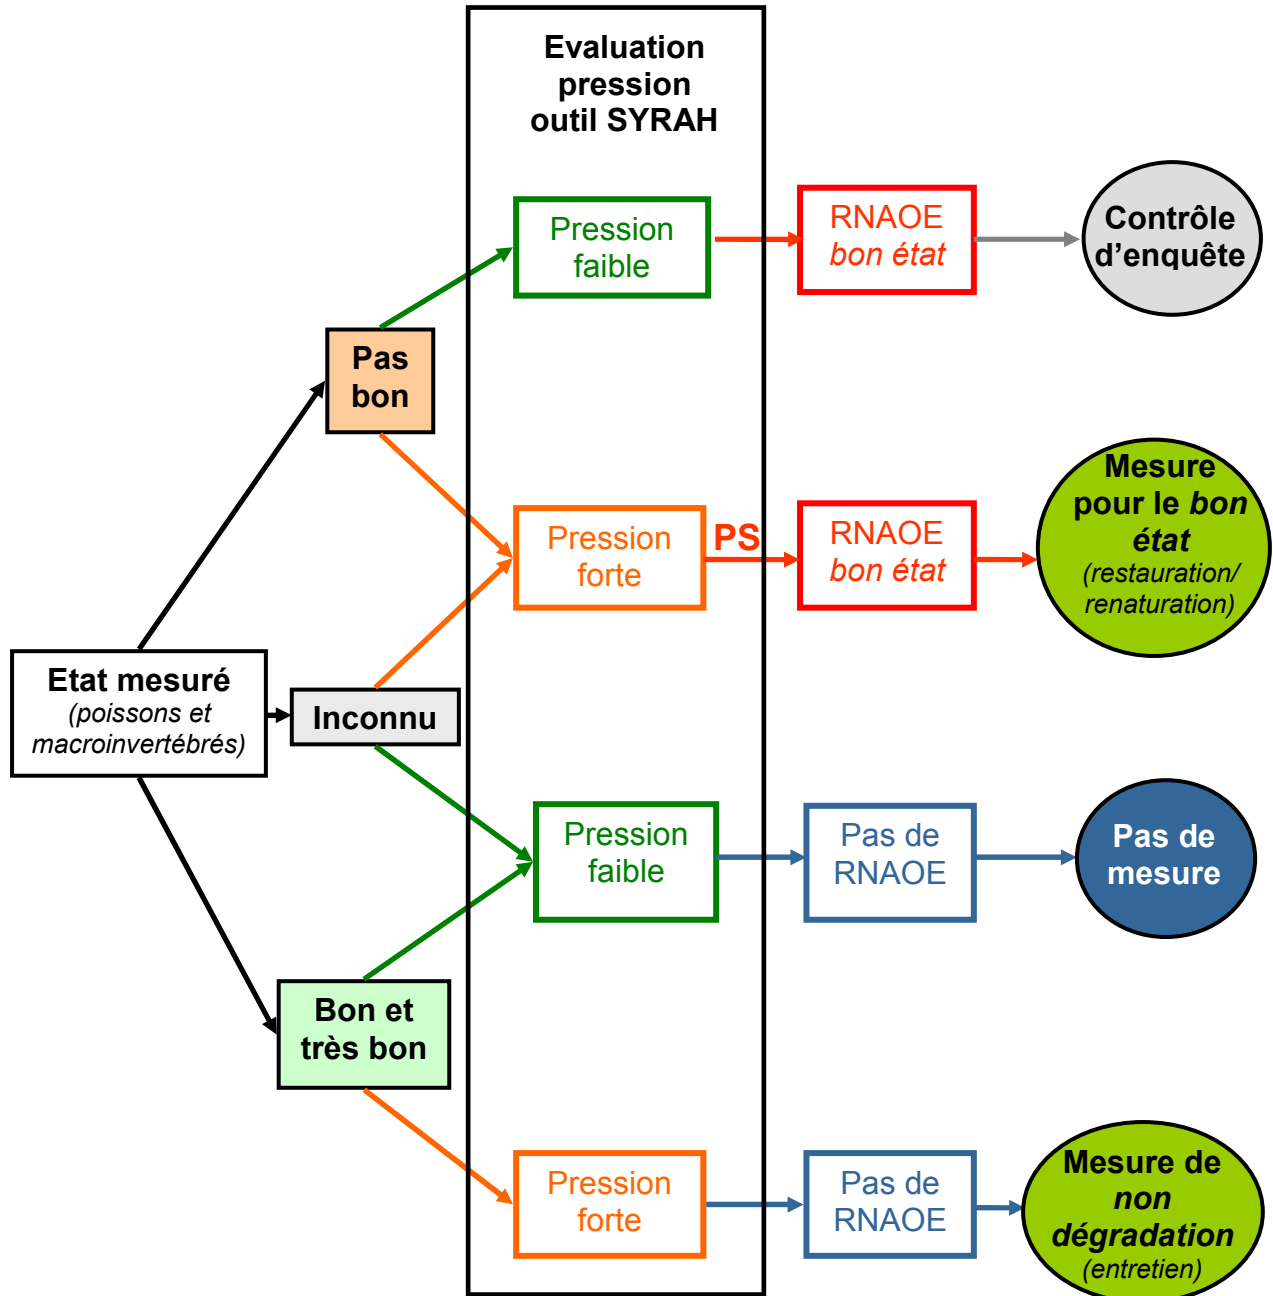 Evaluation
pression
outil SYRAH
Pression
faible
RNAOE
bon état
Contrôle
d'enquête
Pas
bon
Pression
forte
PS
RNAOE
bon état
Mesure
pour le bon
état
(restauration/
renaturation)
Etat mesuré
(poissons et
macroinvertébrés)
Inconnu
Pression
faible
Pas de
RNAOE
Pas de
mesure
Bon et
très bon
Pression
forte
Pas de
RNAOE
Mesure de
non
dégradation
(entretien)